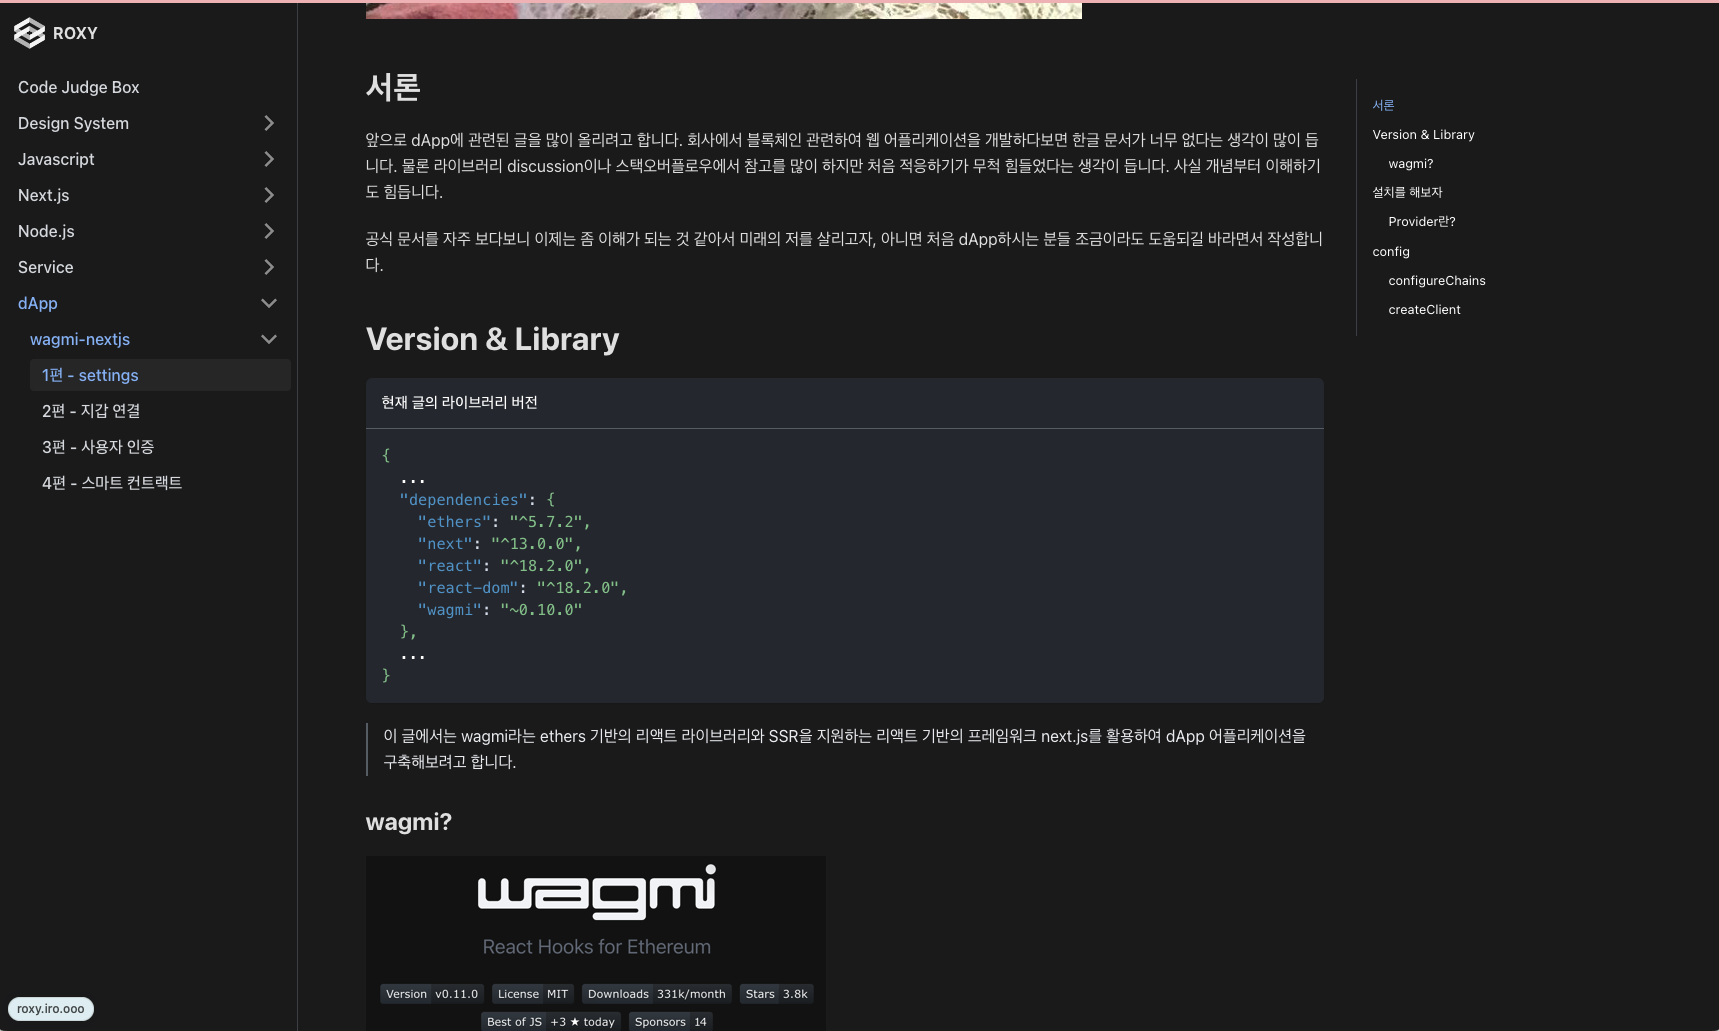 ROXY
Code Judge Box
Design System
Javascript
Next.js
Node.js
Service
dApp
wagmi-nextjs
1편 - settings
2편 - 지갑 연결
3편 - 사용자 인증
4편 - 스마트 컨트랙트
roxy.iro.ooo
서론
앞으로 dApp에 관련된 글을 많이 올리려고 합니다. 회사에서 블록체인 관련하여 웹 어플리케이션을 개발하다보면 한글 문서가 너무 없다는 생각이 많이 듭
니다. 물론 라이브러리 discussion이나 스택오버플로우에서 참고를 많이 하지만 처음 적응하기가 무척 힘들었다는 생각이 듭니다. 사실 개념부터 이해하기
도 힘듭니다.
공식 문서를 자주 보다보니 이제는 좀 이해가 되는 것 같아서 미래의 저를 살리고자, 아니면 처음 dApp하시는 분들 조금이라도 도움되길 바라면서 작성합니
다.
Version & Library
현재 글의 라이브러리 버전
{
  ...
  "dependencies": {
    "ethers": "^5.7.2",
    "next": "^13.0.0",
    "react": "^18.2.0",
    "react-dom": "^18.2.0",
    "wagmi": "~0.10.0"
  },
  ...
}
이 글에서는 wagmi라는 ethers 기반의 리액트 라이브러리와 SSR을 지원하는 리액트 기반의 프레임워크 next.js를 활용하여 dApp 어플리케이션을
구축해보려고 합니다.
wagmi?
wagmi
React Hooks for Ethereum
Version v0.11.0 License MIT Downloads 331k/month Stars 3.8k
Best of JS +3 ★ today Sponsors 14
서론
Version & Library
wagmi?
설치를 해보자
Provider란?
config
configureChains
createClient